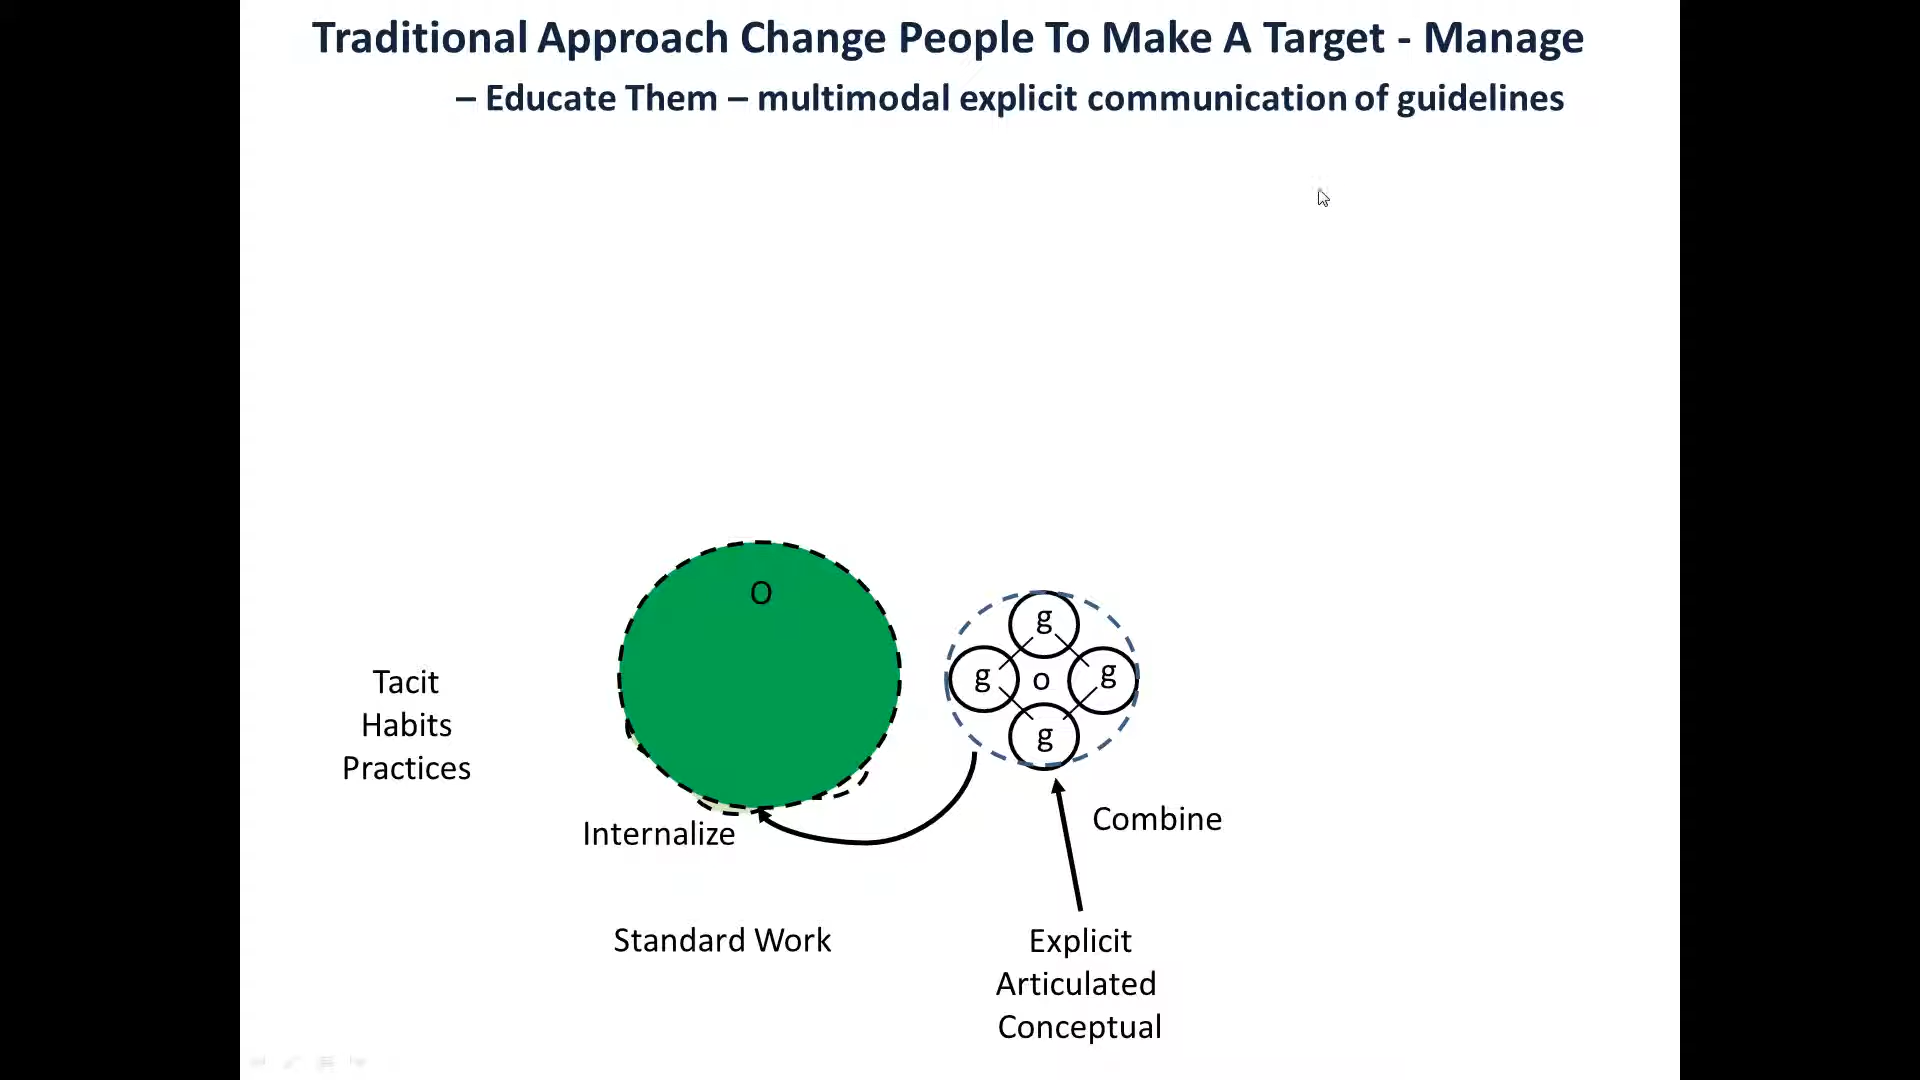 Traditional Approach Change People To Make A Target - Manage
– Educate Them – multimodal explicit communication of guidelines
O
g
g
o
g
g
Tacit
Habits
Practices
Internalize
Combine
Standard Work
Explicit
Articulated
Conceptual